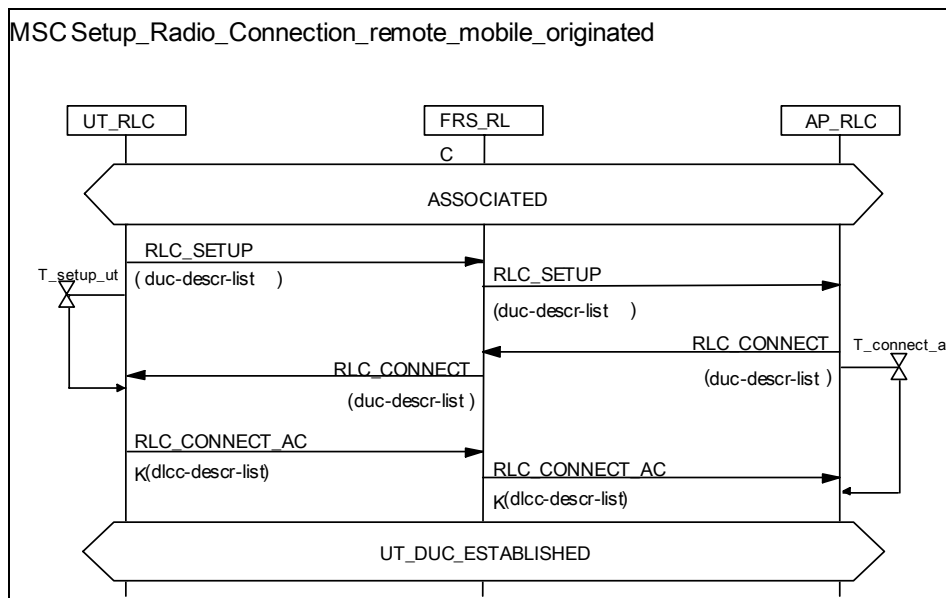 MSC Setup_Radio_Connection_remote_mobile_originated
UT_RLC
FRS_RL
C
AP_RLC
ASSOCIATED
RLC_SETUP
(duc-descr-list )
T_setup_ut
RLC_SETUP
(duc-descr-list )
RLC_CONNECT
(duc-descr-list )
T_connect_a
RLC_CONNECT
(duc-descr-list )
RLC_CONNECT_AC
K(dlcc-descr-list)
RLC_CONNECT_AC
K(dlcc-descr-list)
UT_DUC_ESTABLISHED